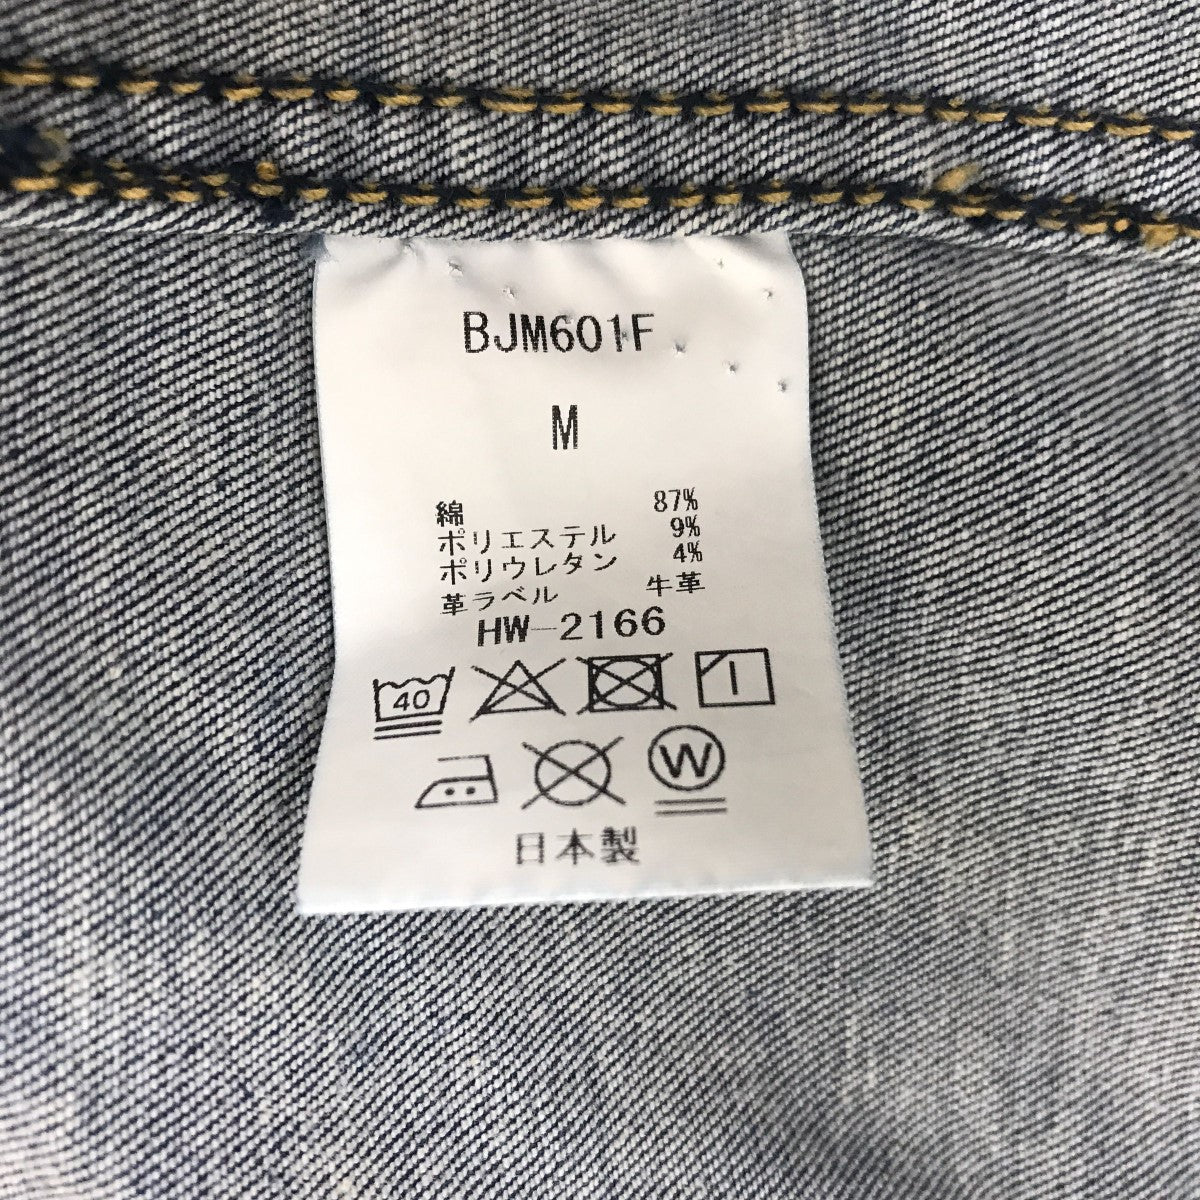 BJM601F
M
綿 87%
ポリエステル 9%
ポリウレタン 4%
革ラベル 牛革
HW-2166
40
W
日本製